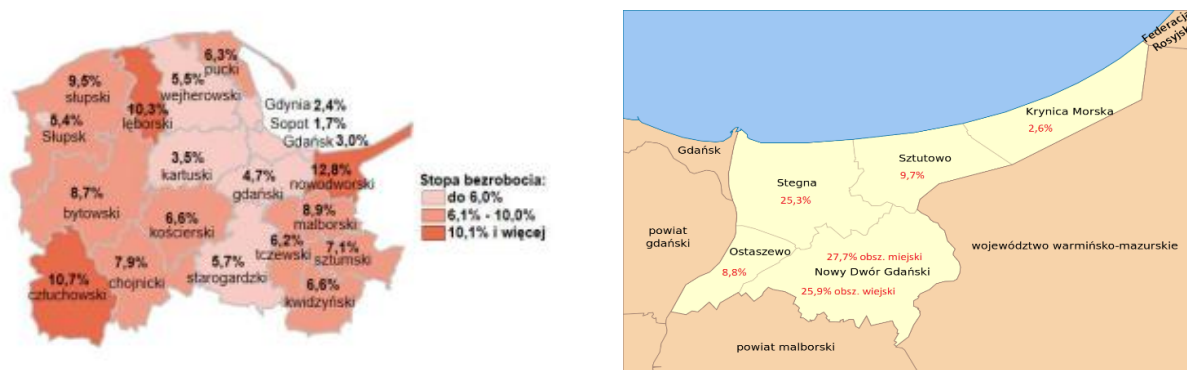 6,3%
pucki
9,5%
słupski
5,5%
wejherowski
10,3%
lęborski
Gdynia 2,4%
Sopot 1,7%
Gdańsk 3,0%
5,4%
Słupsk
3,5%
kartuski
4,7%
gdański
12,8%
nowodworski
8,7%
bytowski
6,6%
kościerski
8,9%
malborski
6,2%
tczewski
7,1%
sztumski
7,9%
chojnicki
5,7%
starogardzki
10,7%
człuchowski
6,6%
kwidzyński
Stopa bezrobocia:
do 6,0%
6,1% - 10,0%
10,1% i więcej
Federacja
Rosyjska
Krynica Morska
2,6%
Gdańsk
Sztutowo
9,7%
Stegna
25,3%
powiat
gdański
Ostaszewo
8,8%
27,7% obsz. miejski
Nowy Dwór Gdański
25,9% obsz. wiejski
województwo warmińsko-mazurskie
powiat malborski